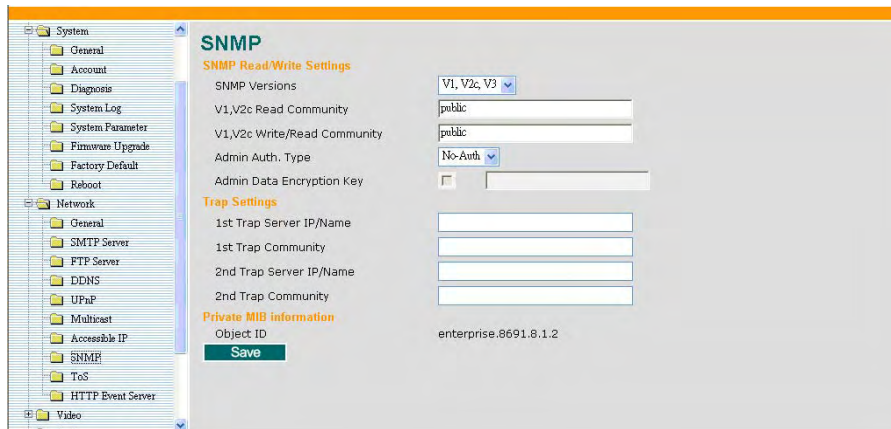 System
General
Account
Diagnosis
System Log
System Parameter
Firmware Upgrade
Factory Default
Reboot
Network
General
SMTP Server
FTP Server
DDNS
UPnP
Multicast
Accessible IP
SNMP
ToS
HTTP Event Server
Video
SNMP
SNMP Read/Write Settings
SNMP Versions V1, V2c, V3
V1,V2c Read Community public
V1,V2c Write/Read Community public
Admin Auth. Type No-Auth
Admin Data Encryption Key
Trap Settings
1st Trap Server IP/Name
1st Trap Community
2nd Trap Server IP/Name
2nd Trap Community
Private MIB information
Object ID enterprise.8691.8.1.2
Save